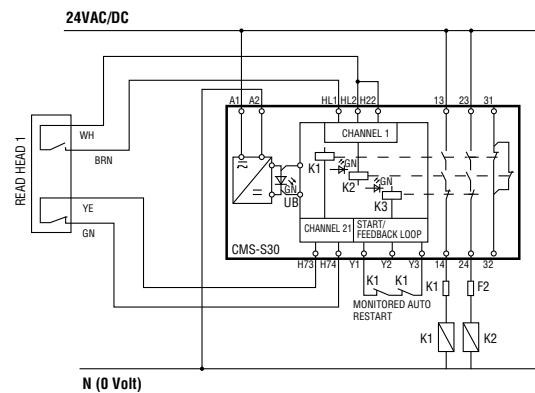 24VAC/DC
A1 A2 HL1 HL2 H22 13 23 31
READ HEAD 1
WH
BRN
YE
GN
CHANNEL 1
K1
GN
K2
GN
K3
GN
UB
CHANNEL 21
START/
FEEDBACK LOOP
CMS-S30
H73 H74 Y1 Y2 Y3 14 24 32
K1 K1
MONITORED AUTO
RESTART
K1 F2
K1 K2
N (0 Volt)